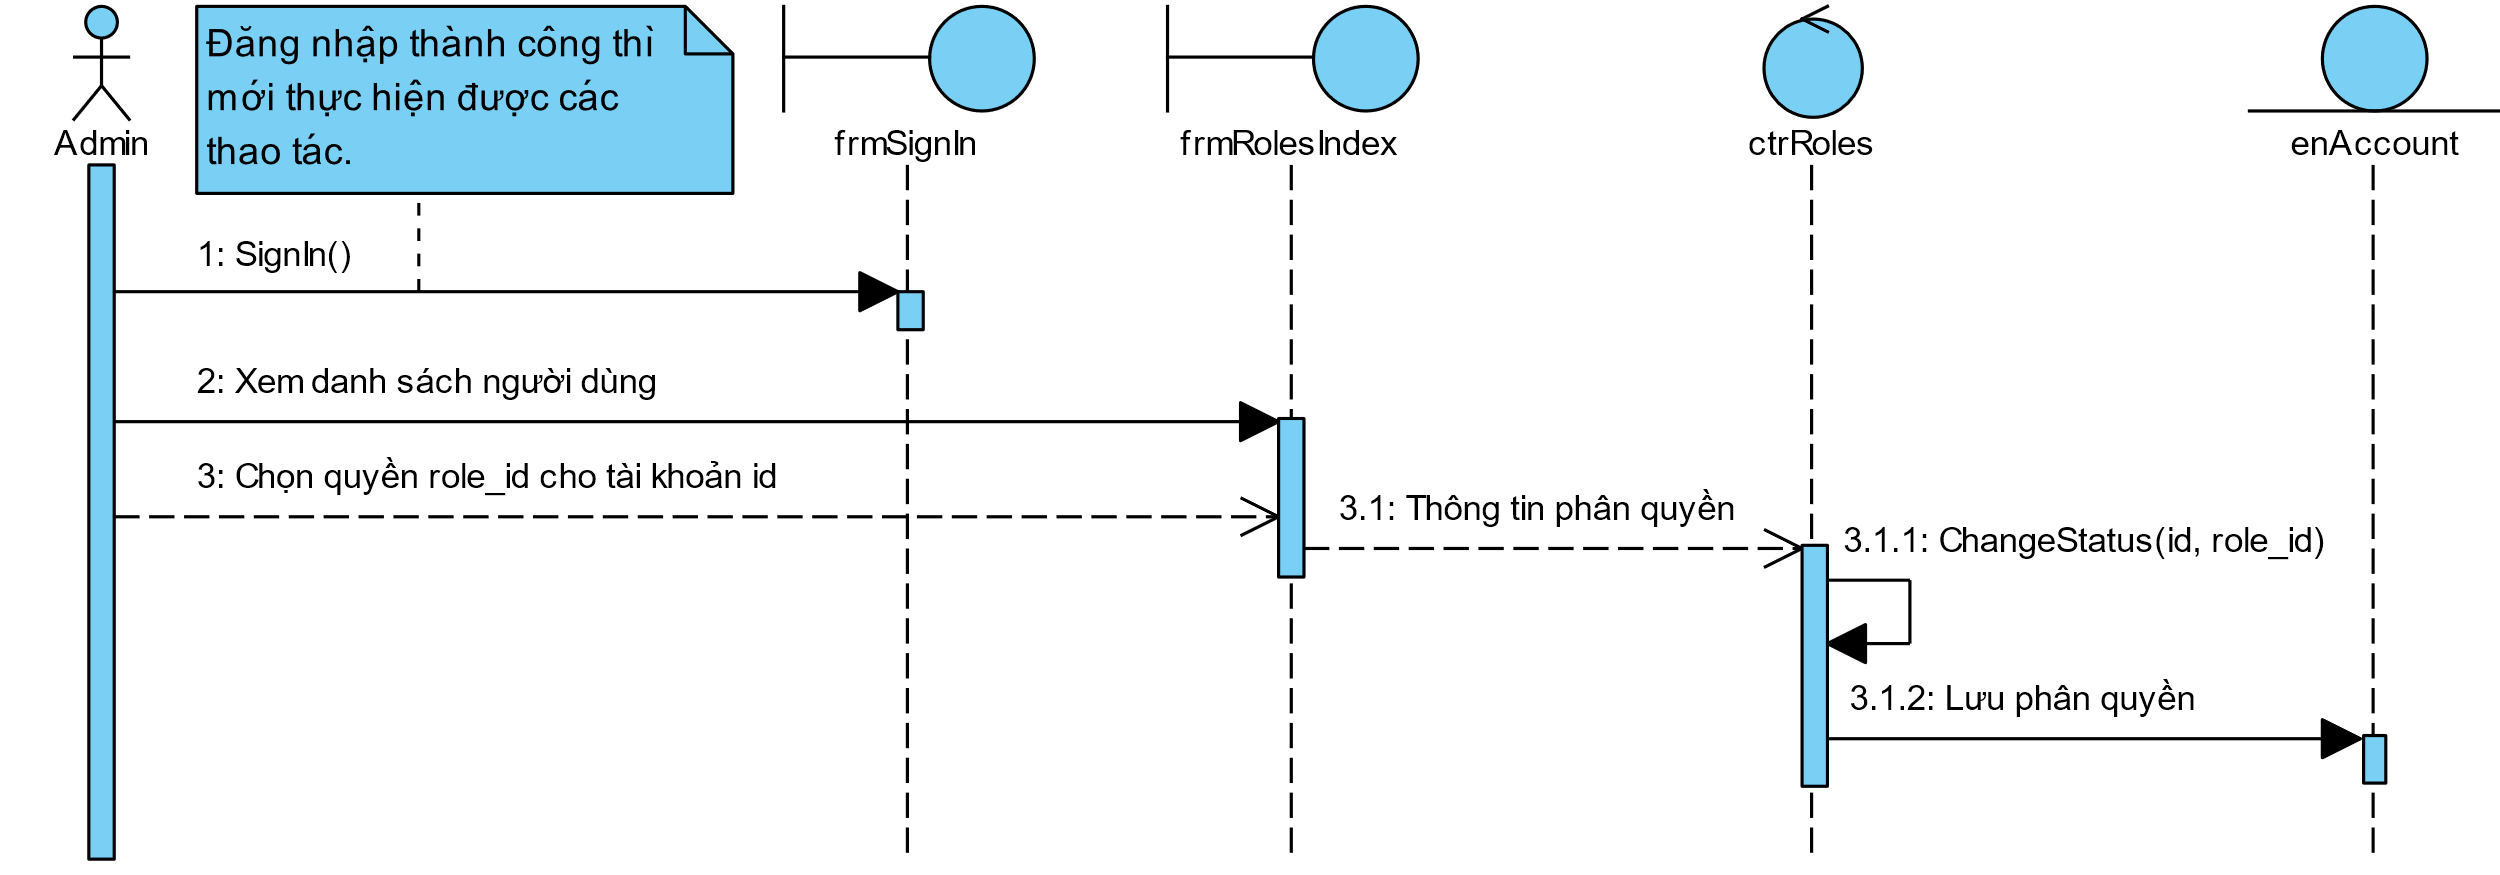 Đăng nhập thành công thì
mới thực hiện được các
thao tác.
Admin
frmSignIn
frmRolesIndex
ctrRoles
enAccount
1: SignIn()
2: Xem danh sách người dùng
3: Chọn quyền role_id cho tài khoản id
3.1: Thông tin phân quyền
3.1.1: ChangeStatus(id, role_id)
3.1.2: Lưu phân quyền